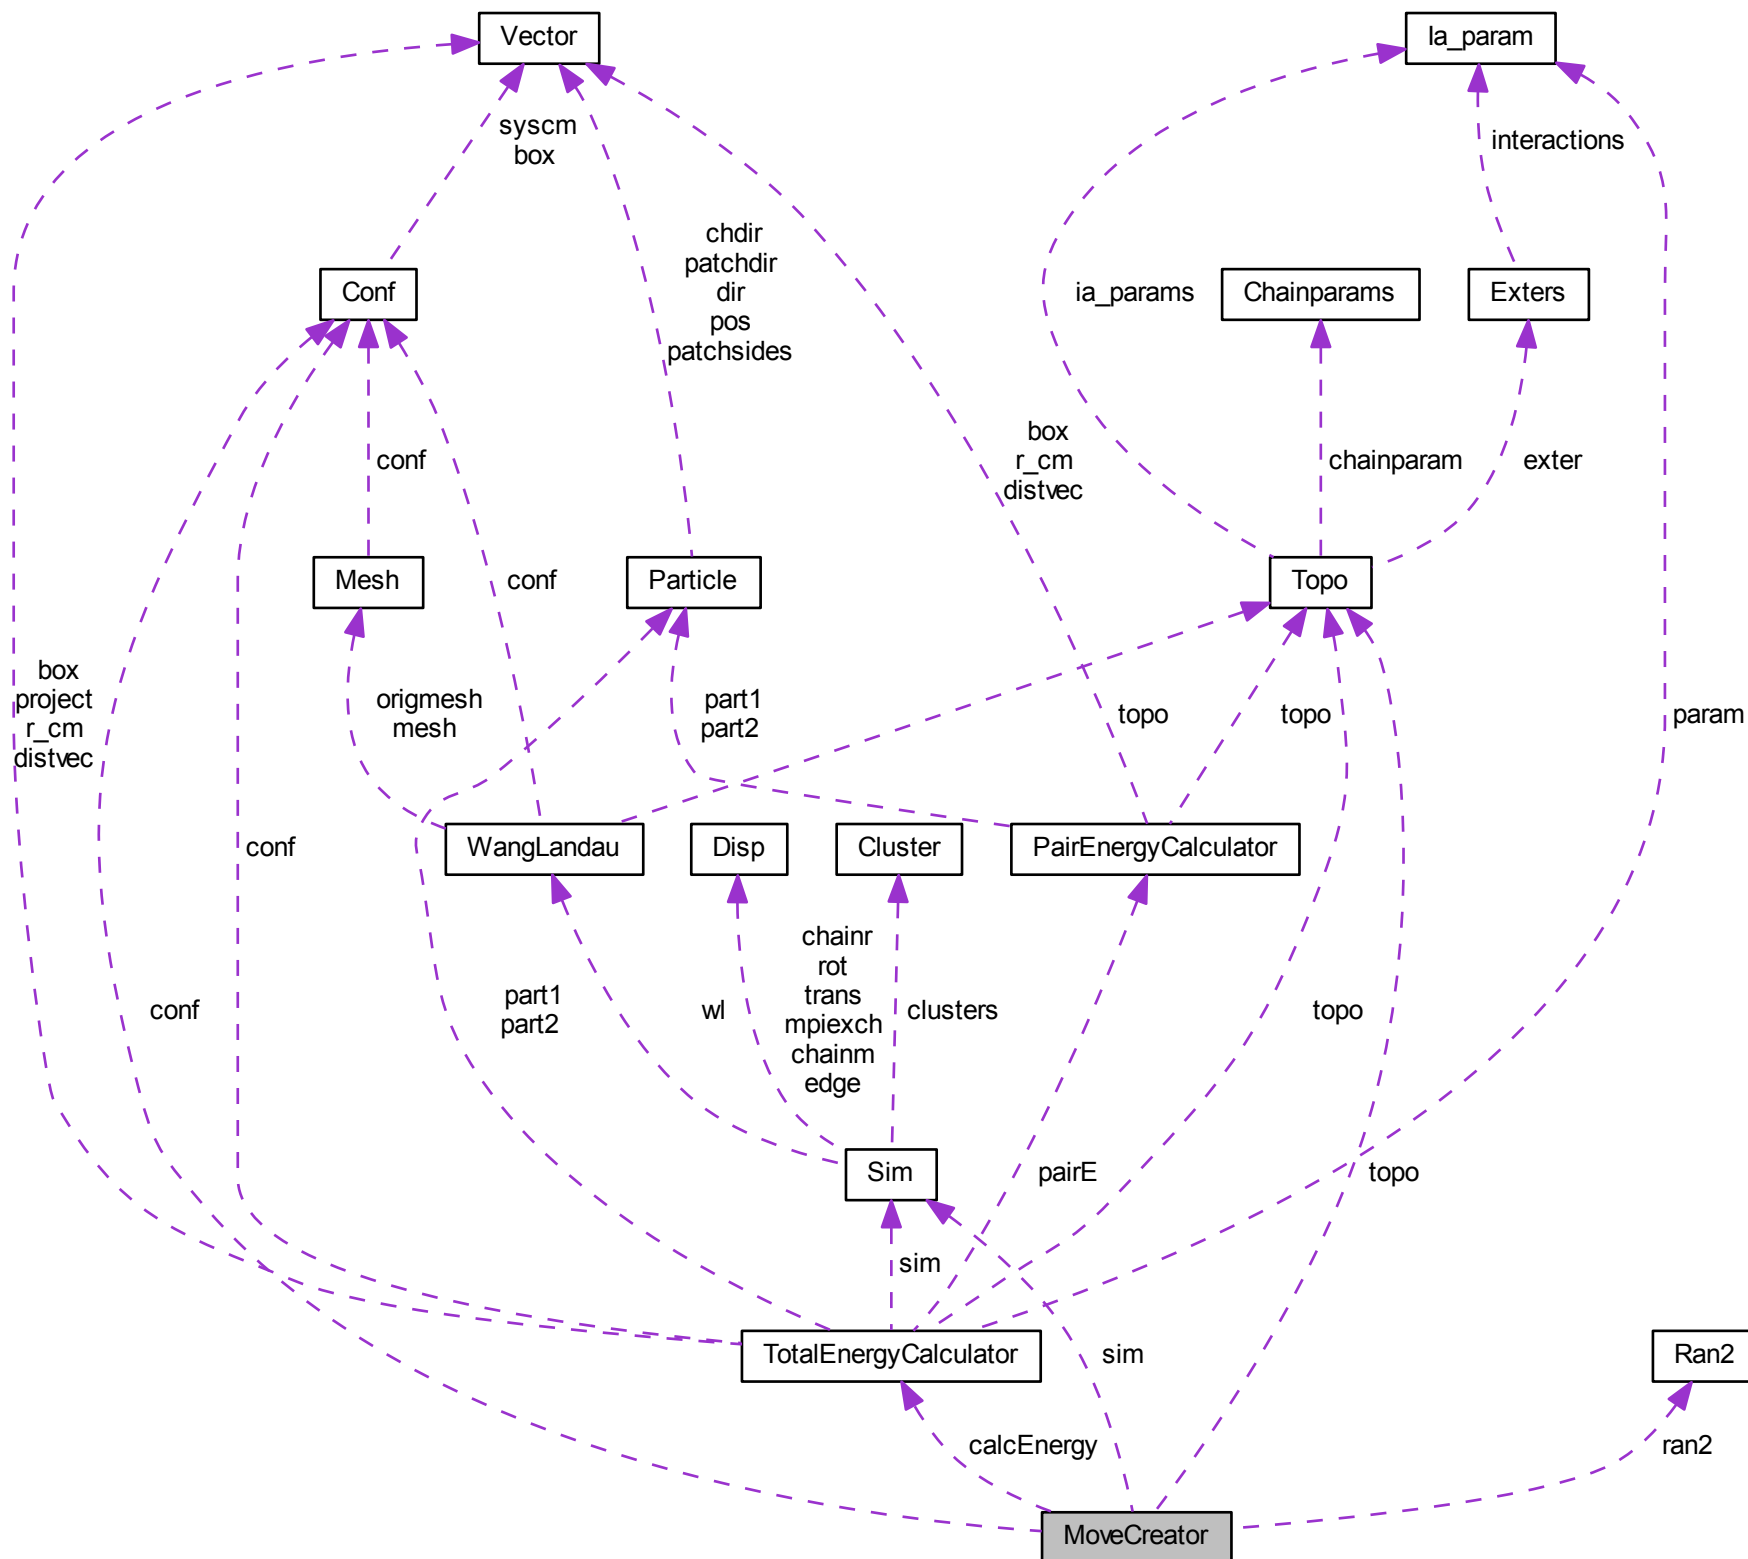 Vector
Ia_param
syscm
box
interactions
chdir
patchdir
dir
pos
patchsides
Conf
ia_params
Chainparams
Exters
conf
box
r_cm
distvec
chainparam
exter
Mesh
conf
Particle
Topo
box
project
r_cm
distvec
origmesh
mesh
part1
part2
topo
topo
param
conf
WangLandau
Disp
Cluster
PairEnergyCalculator
conf
part1
part2
wl
chainr
rot
trans
mpiexch
chainm
edge
clusters
topo
Sim
pairE
topo
sim
TotalEnergyCalculator
sim
Ran2
calcEnergy
ran2
MoveCreator